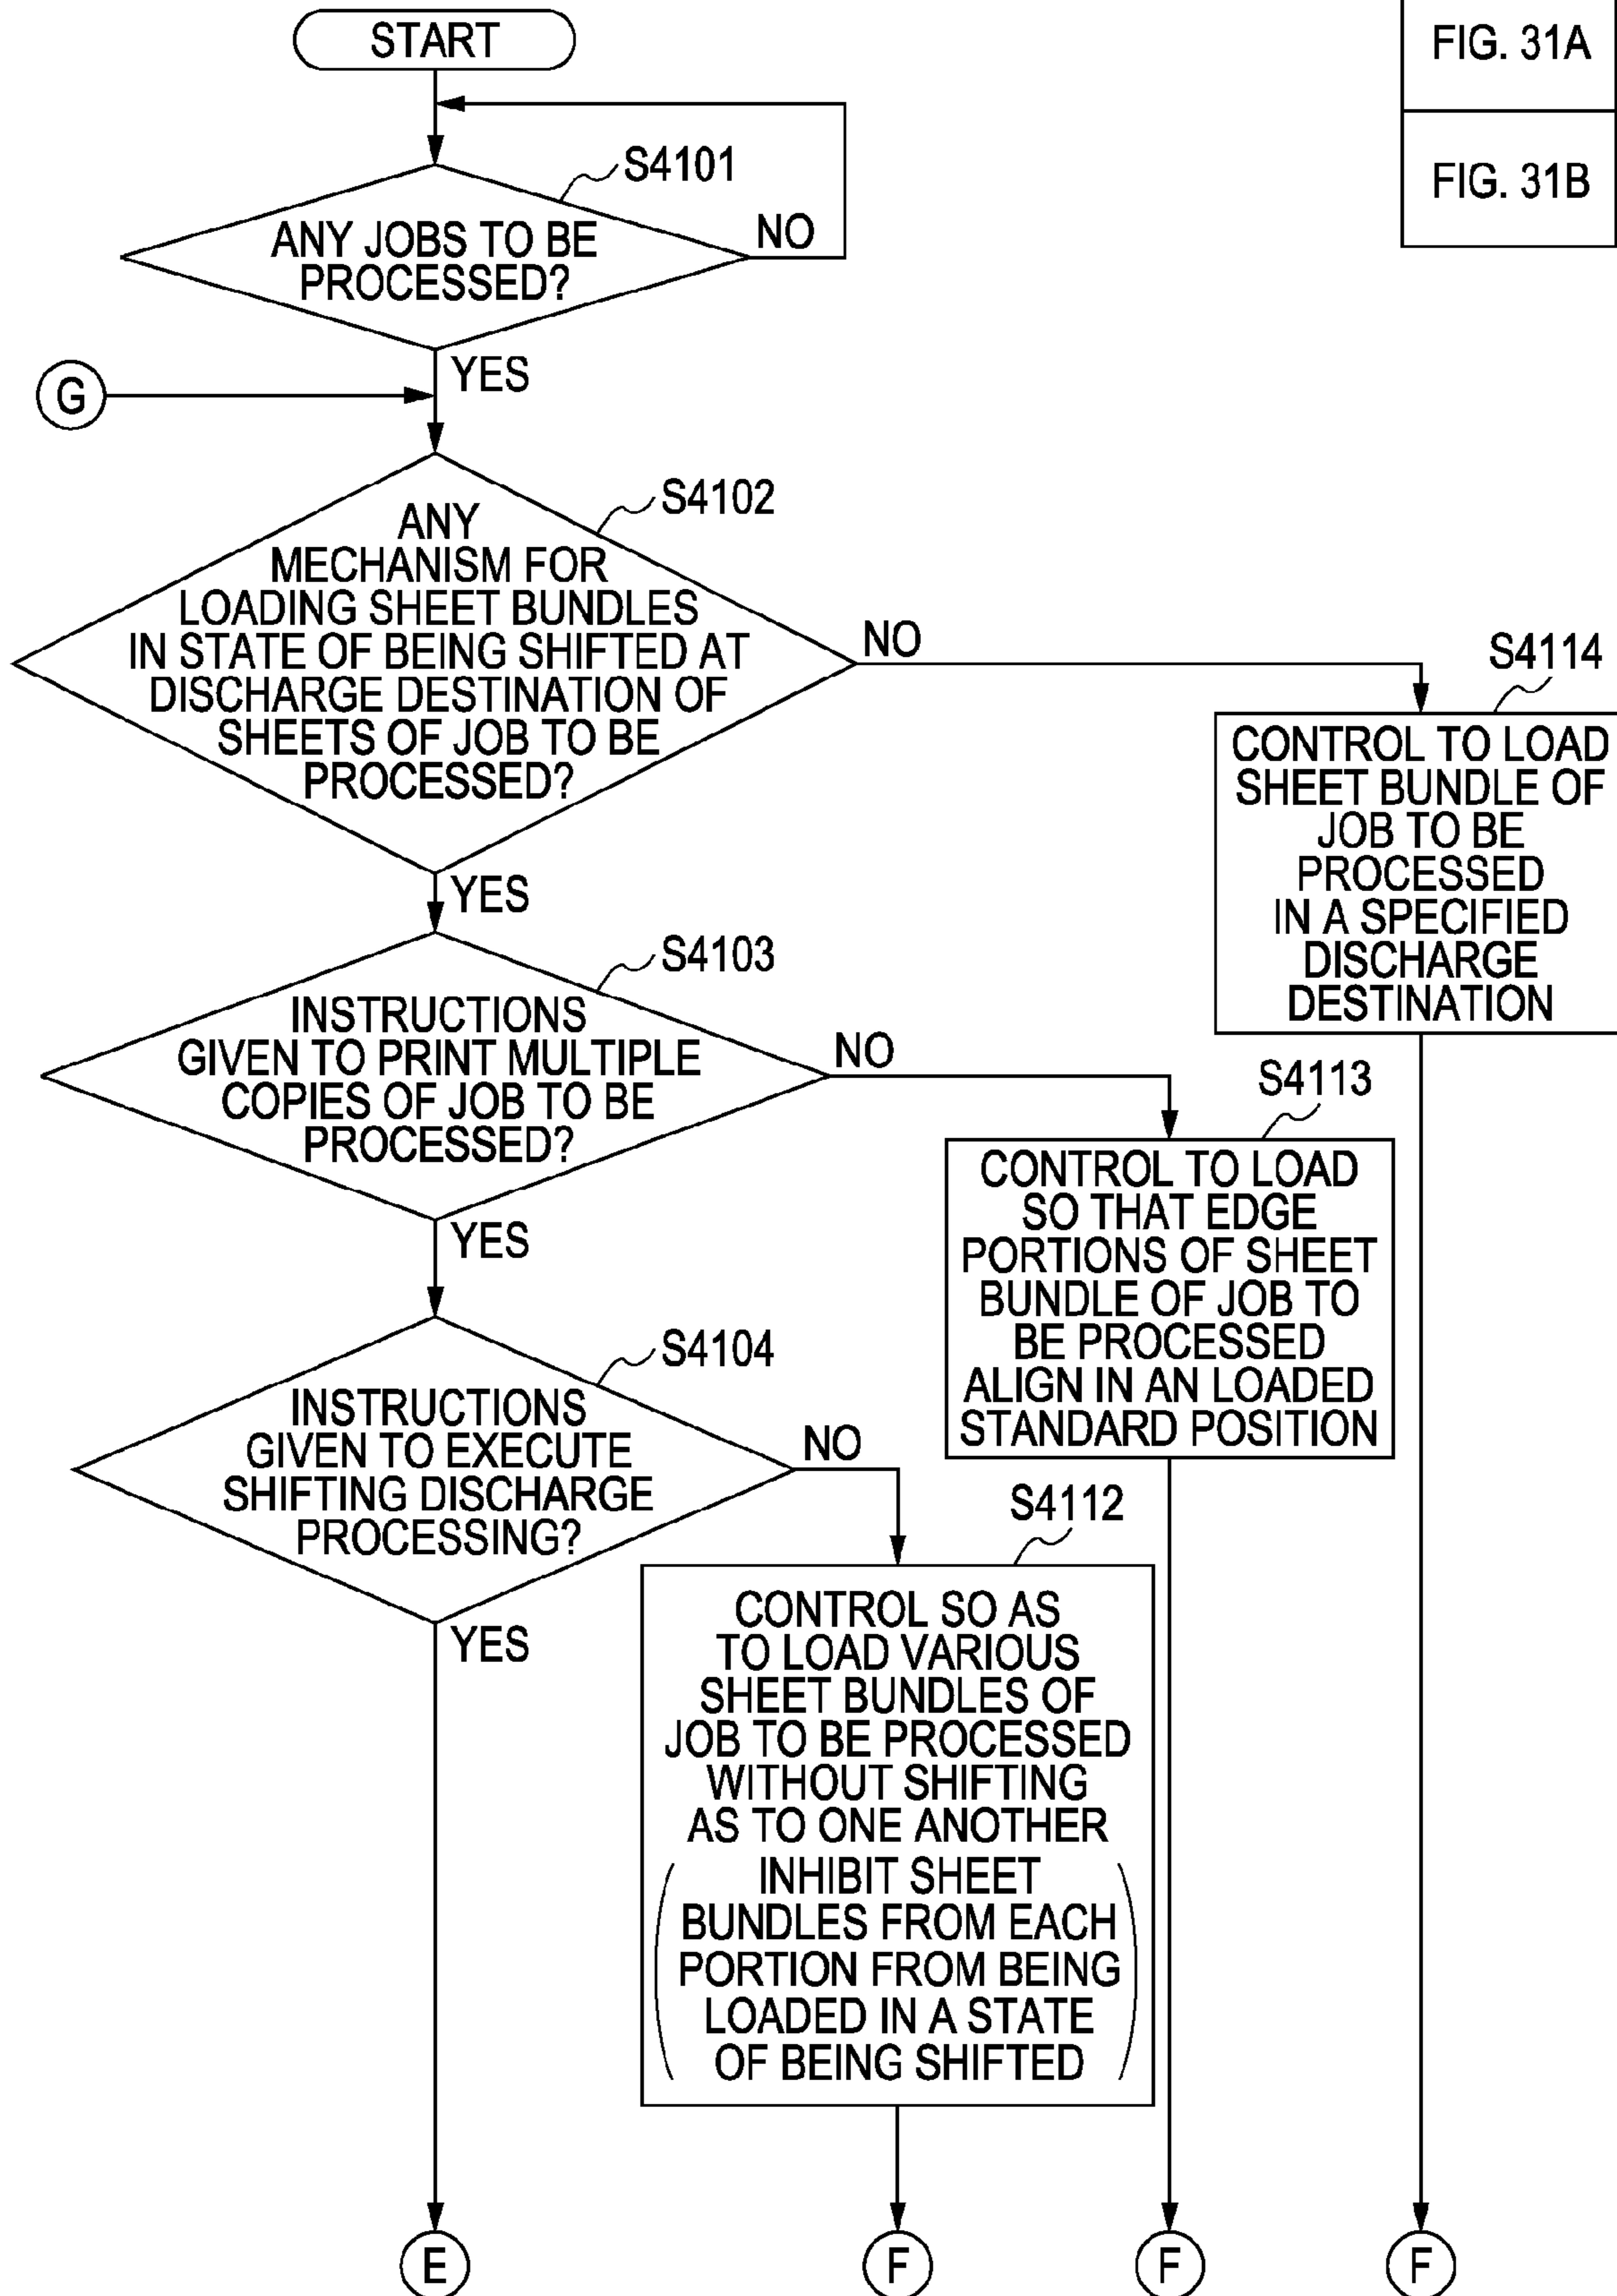 START
FIG. 31A
FIG. 31B
S4101
ANY JOBS TO BE
PROCESSED?
NO
YES
G
S4102
ANY
MECHANISM FOR
LOADING SHEET BUNDLES
IN STATE OF BEING SHIFTED AT
DISCHARGE DESTINATION OF
SHEETS OF JOB TO BE
PROCESSED?
NO
YES
S4114
CONTROL TO LOAD
SHEET BUNDLE OF
JOB TO BE
PROCESSED
IN A SPECIFIED
DISCHARGE
DESTINATION
S4103
INSTRUCTIONS
GIVEN TO PRINT MULTIPLE
COPIES OF JOB TO BE
PROCESSED?
NO
YES
S4113
CONTROL TO LOAD
SO THAT EDGE
PORTIONS OF SHEET
BUNDLE OF JOB TO
BE PROCESSED
ALIGN IN AN LOADED
STANDARD POSITION
S4104
INSTRUCTIONS
GIVEN TO EXECUTE
SHIFTING DISCHARGE
PROCESSING?
NO
YES
S4112
CONTROL SO AS
TO LOAD VARIOUS
SHEET BUNDLES OF
JOB TO BE PROCESSED
WITHOUT SHIFTING
AS TO ONE ANOTHER
INHIBIT SHEET
BUNDLES FROM EACH
PORTION FROM BEING
LOADED IN A STATE
OF BEING SHIFTED
E
F
F
F